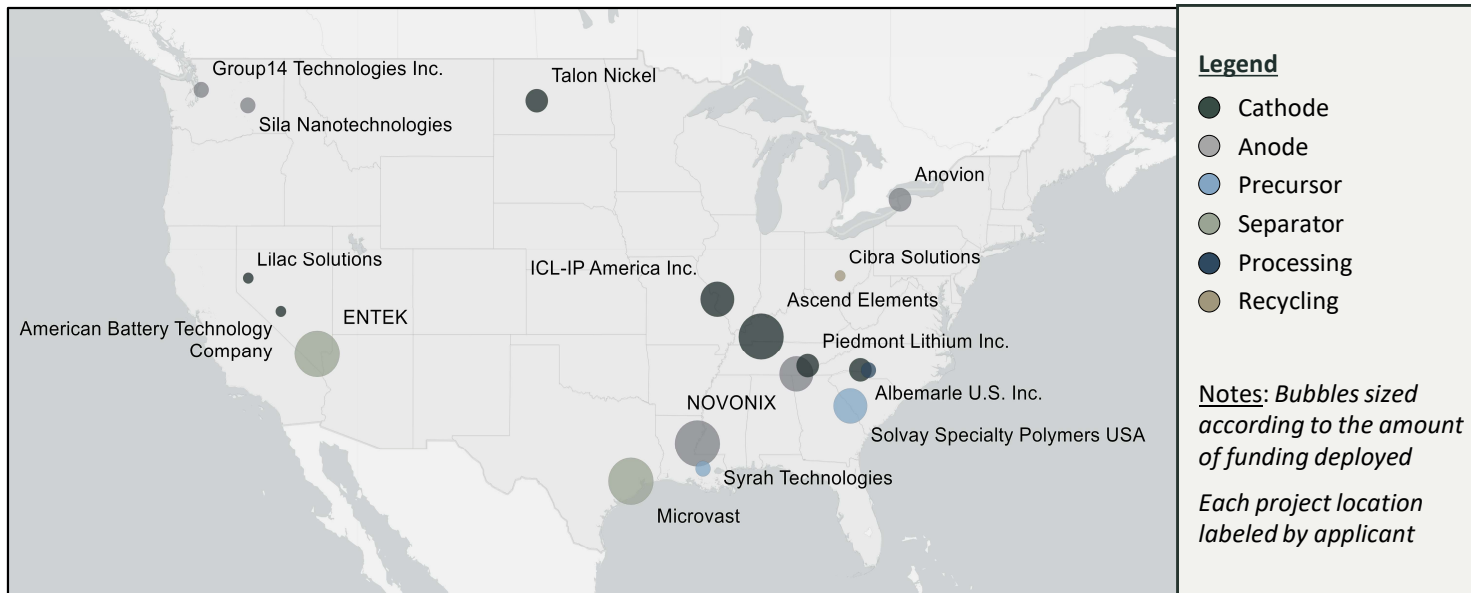 Group14 Technologies Inc.
Talon Nickel
Sila Nanotechnologies
Anovion
Lilac Solutions
ICL-IP America Inc.
Cibra Solutions
Ascend Elements
ENTEK
American Battery Technology
Company
Piedmont Lithium Inc.
Albemarle U.S. Inc.
NOVONIX
Solvay Specialty Polymers USA
Syrah Technologies
Microvast
Legend
Cathode
Anode
Precursor
Separator
Processing
Recycling
Notes: Bubbles sized
according to the amount
of funding deployed
Each project location
labeled by applicant